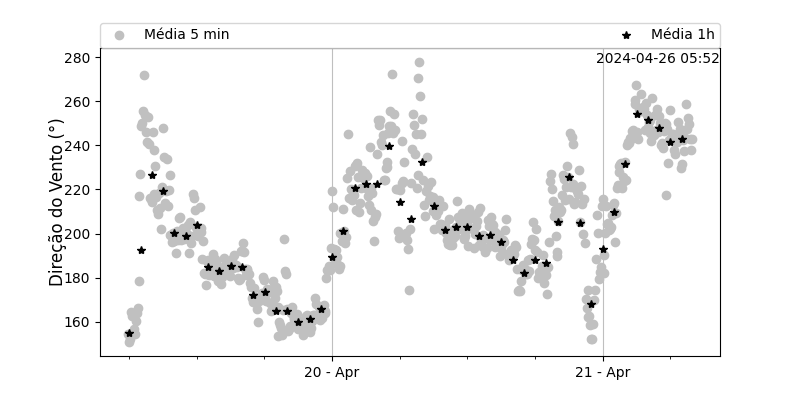 Média 5 min
Média 1h
2024-04-26 05:52
Direção do Vento (°)
280
260
240
220
200
180
160
20 - Apr
21 - Apr